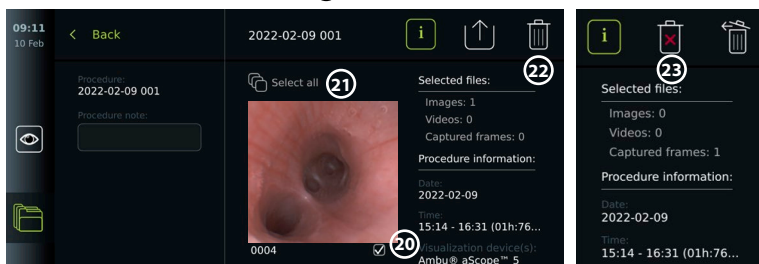 09:11
10 Feb
Back
2022-02-09 001
i
22
Procedure:
2022-02-09 001
Procedure note:
Select all
21
Selected files:
Images: 1
Videos: 0
Captured frames: 0
Procedure information:
Date:
2022-02-09
Time:
15:14 - 16:31 (01h:76...
Visualization device(s):
Ambu® aScope™ 5
0004
20
i
23
Selected files:
Images: 0
Videos: 0
Captured frames: 1
Procedure information:
Date:
2022-02-09
Time:
15:14 - 16:31 (01h:76...